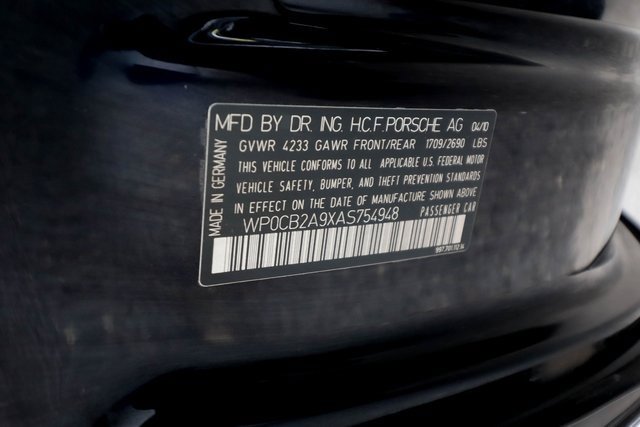 MFD BY DR. ING. H.C.F. PORSCHE AG 04/10
GVWR 4233 GAWR FRONT/REAR 1709/2690 LBS
THIS VEHICLE CONFORMS TO ALL APPLICABLE U.S. FEDERAL MOTOR
VEHICLE SAFETY, BUMPER, AND THEFT PREVENTION STANDARDS
IN EFFECT ON THE DATE OF MANUFACTURE SHOWN ABOVE
WP0CB2A9XAS754948 PASSENGER CAR
MADE IN GERMANY